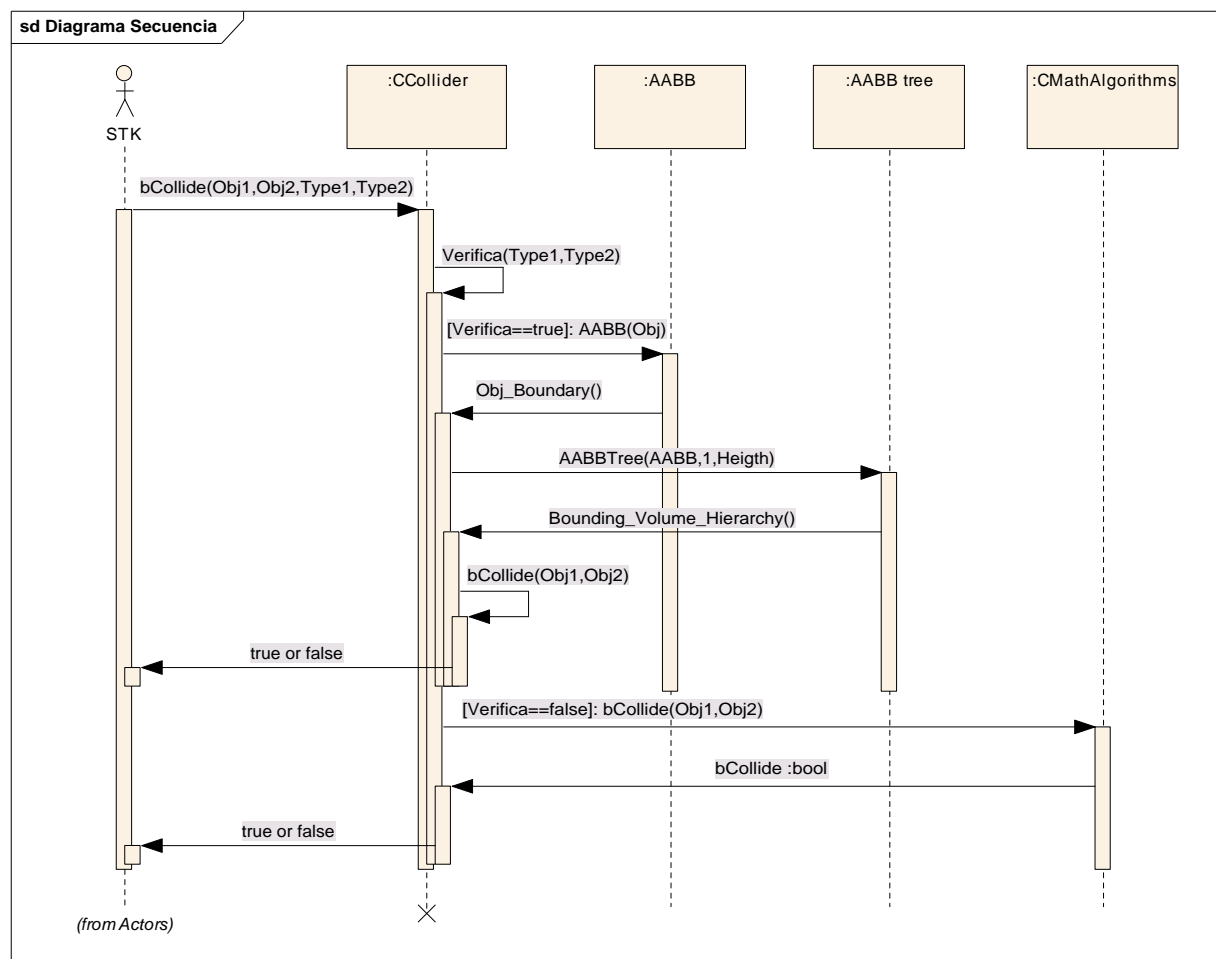 sd Diagrama Secuencia
STK
:CCollider
:AABB
:AABB tree
:CMathAlgorithms
bCollide(Obj1,Obj2,Type1,Type2)
Verifica(Type1,Type2)
[Verifica==true]: AABB(Obj)
Obj_Boundary()
AABBTree(AABB,1,Heigth)
Bounding_Volume_Hierarchy()
bCollide(Obj1,Obj2)
true or false
[Verifica==false]: bCollide(Obj1,Obj2)
bCollide :bool
true or false
(from Actors)